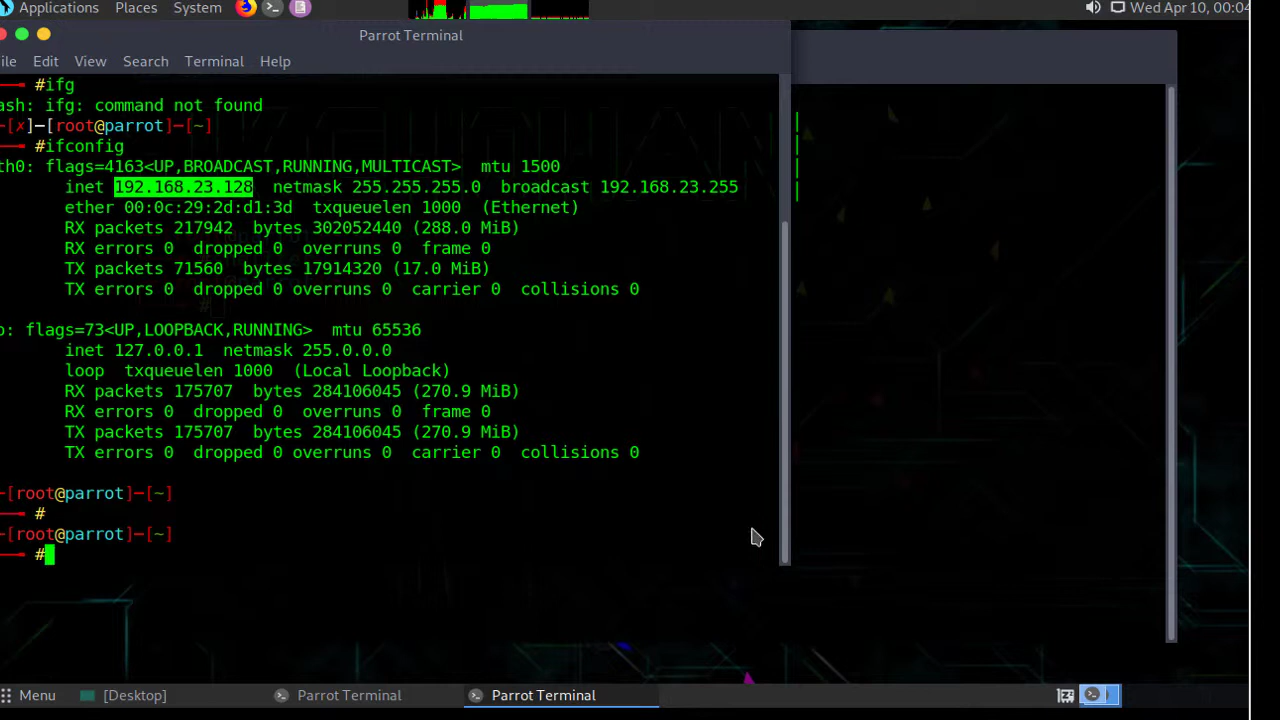 Applications Places System Wed Apr 10, 00:04
Parrot Terminal
ile Edit View Search Terminal Help
#ifg
ash: ifg: command not found
-[✗]-[root@parrot]-[~]
#ifconfig
th0: flags=4163<UP,BROADCAST,RUNNING,MULTICAST> mtu 1500
inet 192.168.23.128 netmask 255.255.255.0 broadcast 192.168.23.255
ether 00:0c:29:2d:d1:3d txqueuelen 1000 (Ethernet)
RX packets 217942 bytes 302052440 (288.0 MiB)
RX errors 0 dropped 0 overruns 0 frame 0
TX packets 71560 bytes 17914320 (17.0 MiB)
TX errors 0 dropped 0 overruns 0 carrier 0 collisions 0
o: flags=73<UP,LOOPBACK,RUNNING> mtu 65536
inet 127.0.0.1 netmask 255.0.0.0
loop txqueuelen 1000 (Local Loopback)
RX packets 175707 bytes 284106045 (270.9 MiB)
RX errors 0 dropped 0 overruns 0 frame 0
TX packets 175707 bytes 284106045 (270.9 MiB)
TX errors 0 dropped 0 overruns 0 carrier 0 collisions 0
-[root@parrot]-[~]
#
-[root@parrot]-[~]
#
Menu [Desktop] Parrot Terminal Parrot Terminal